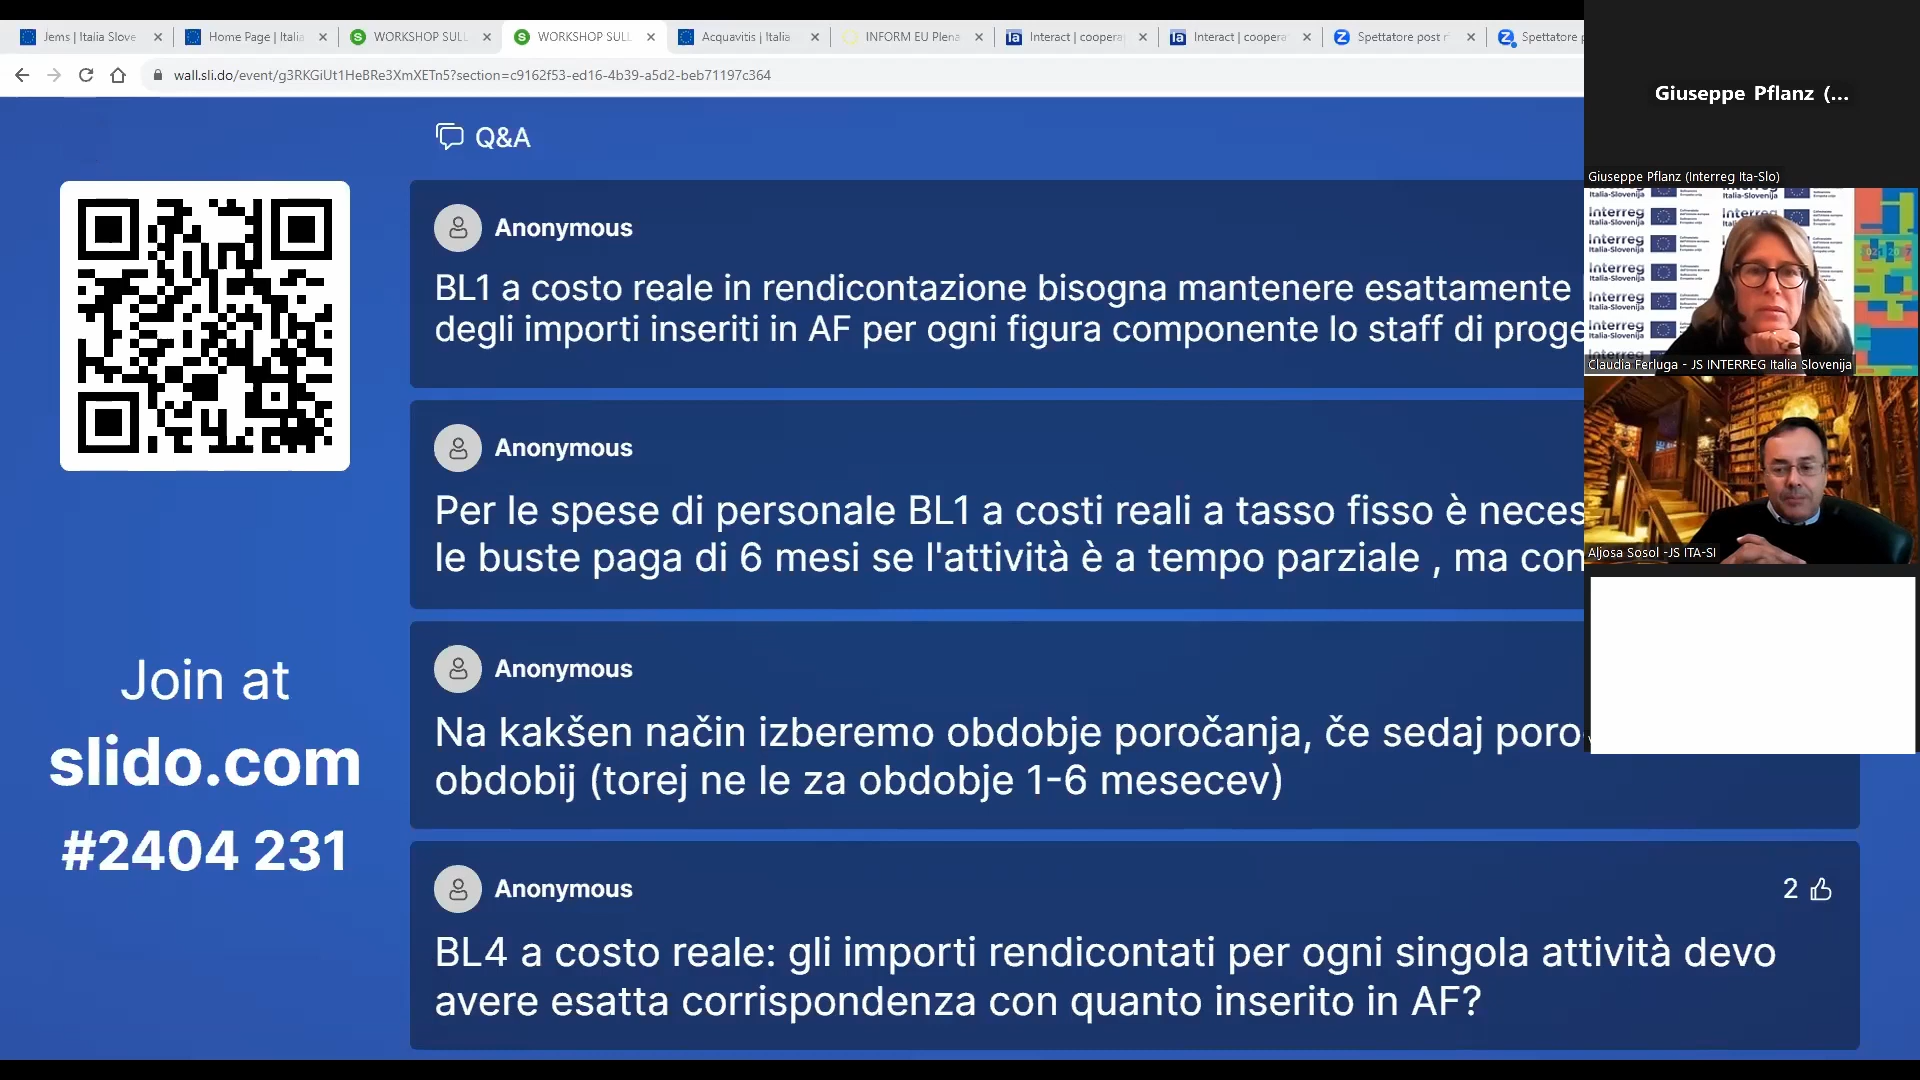 Jems | Italia Slove
Home Page | Italia
WORKSHOP SULL
WORKSHOP SULL
Acquavitis | Italia
INFORM EU Plena
Interact | coopera
Interact | coopera
Spettatore post r
Spettatore p
wall.sli.do/event/g3RKGiUt1HeBRe3XmXETn5?section=c9162f53-ed16-4b39-a5d2-beb71197c364
Q&A
Anonymous
BL1 a costo reale in rendicontazione bisogna mantenere esattamente
degli importi inseriti in AF per ogni figura componente lo staff di proge
Anonymous
Per le spese di personale BL1 a costi reali a tasso fisso è neces
le buste paga di 6 mesi se l'attività è a tempo parziale , ma con
Anonymous
Na kakšen način izberemo obdobje poročanja, če sedaj poro
obdobij (torej ne le za obdobje 1-6 mesecev)
Anonymous
2
BL4 a costo reale: gli importi rendicontati per ogni singola attività devo
avere esatta corrispondenza con quanto inserito in AF?
Join at
slido.com
#2404 231
Giuseppe Pflanz (...
Giuseppe Pflanz (Interreg Ita-Slo)
Interreg
Italia-Slovenija
Claudia Ferluga - JS INTERREG Italia Slovenija
Aljosa Sosol -JS ITA-SI